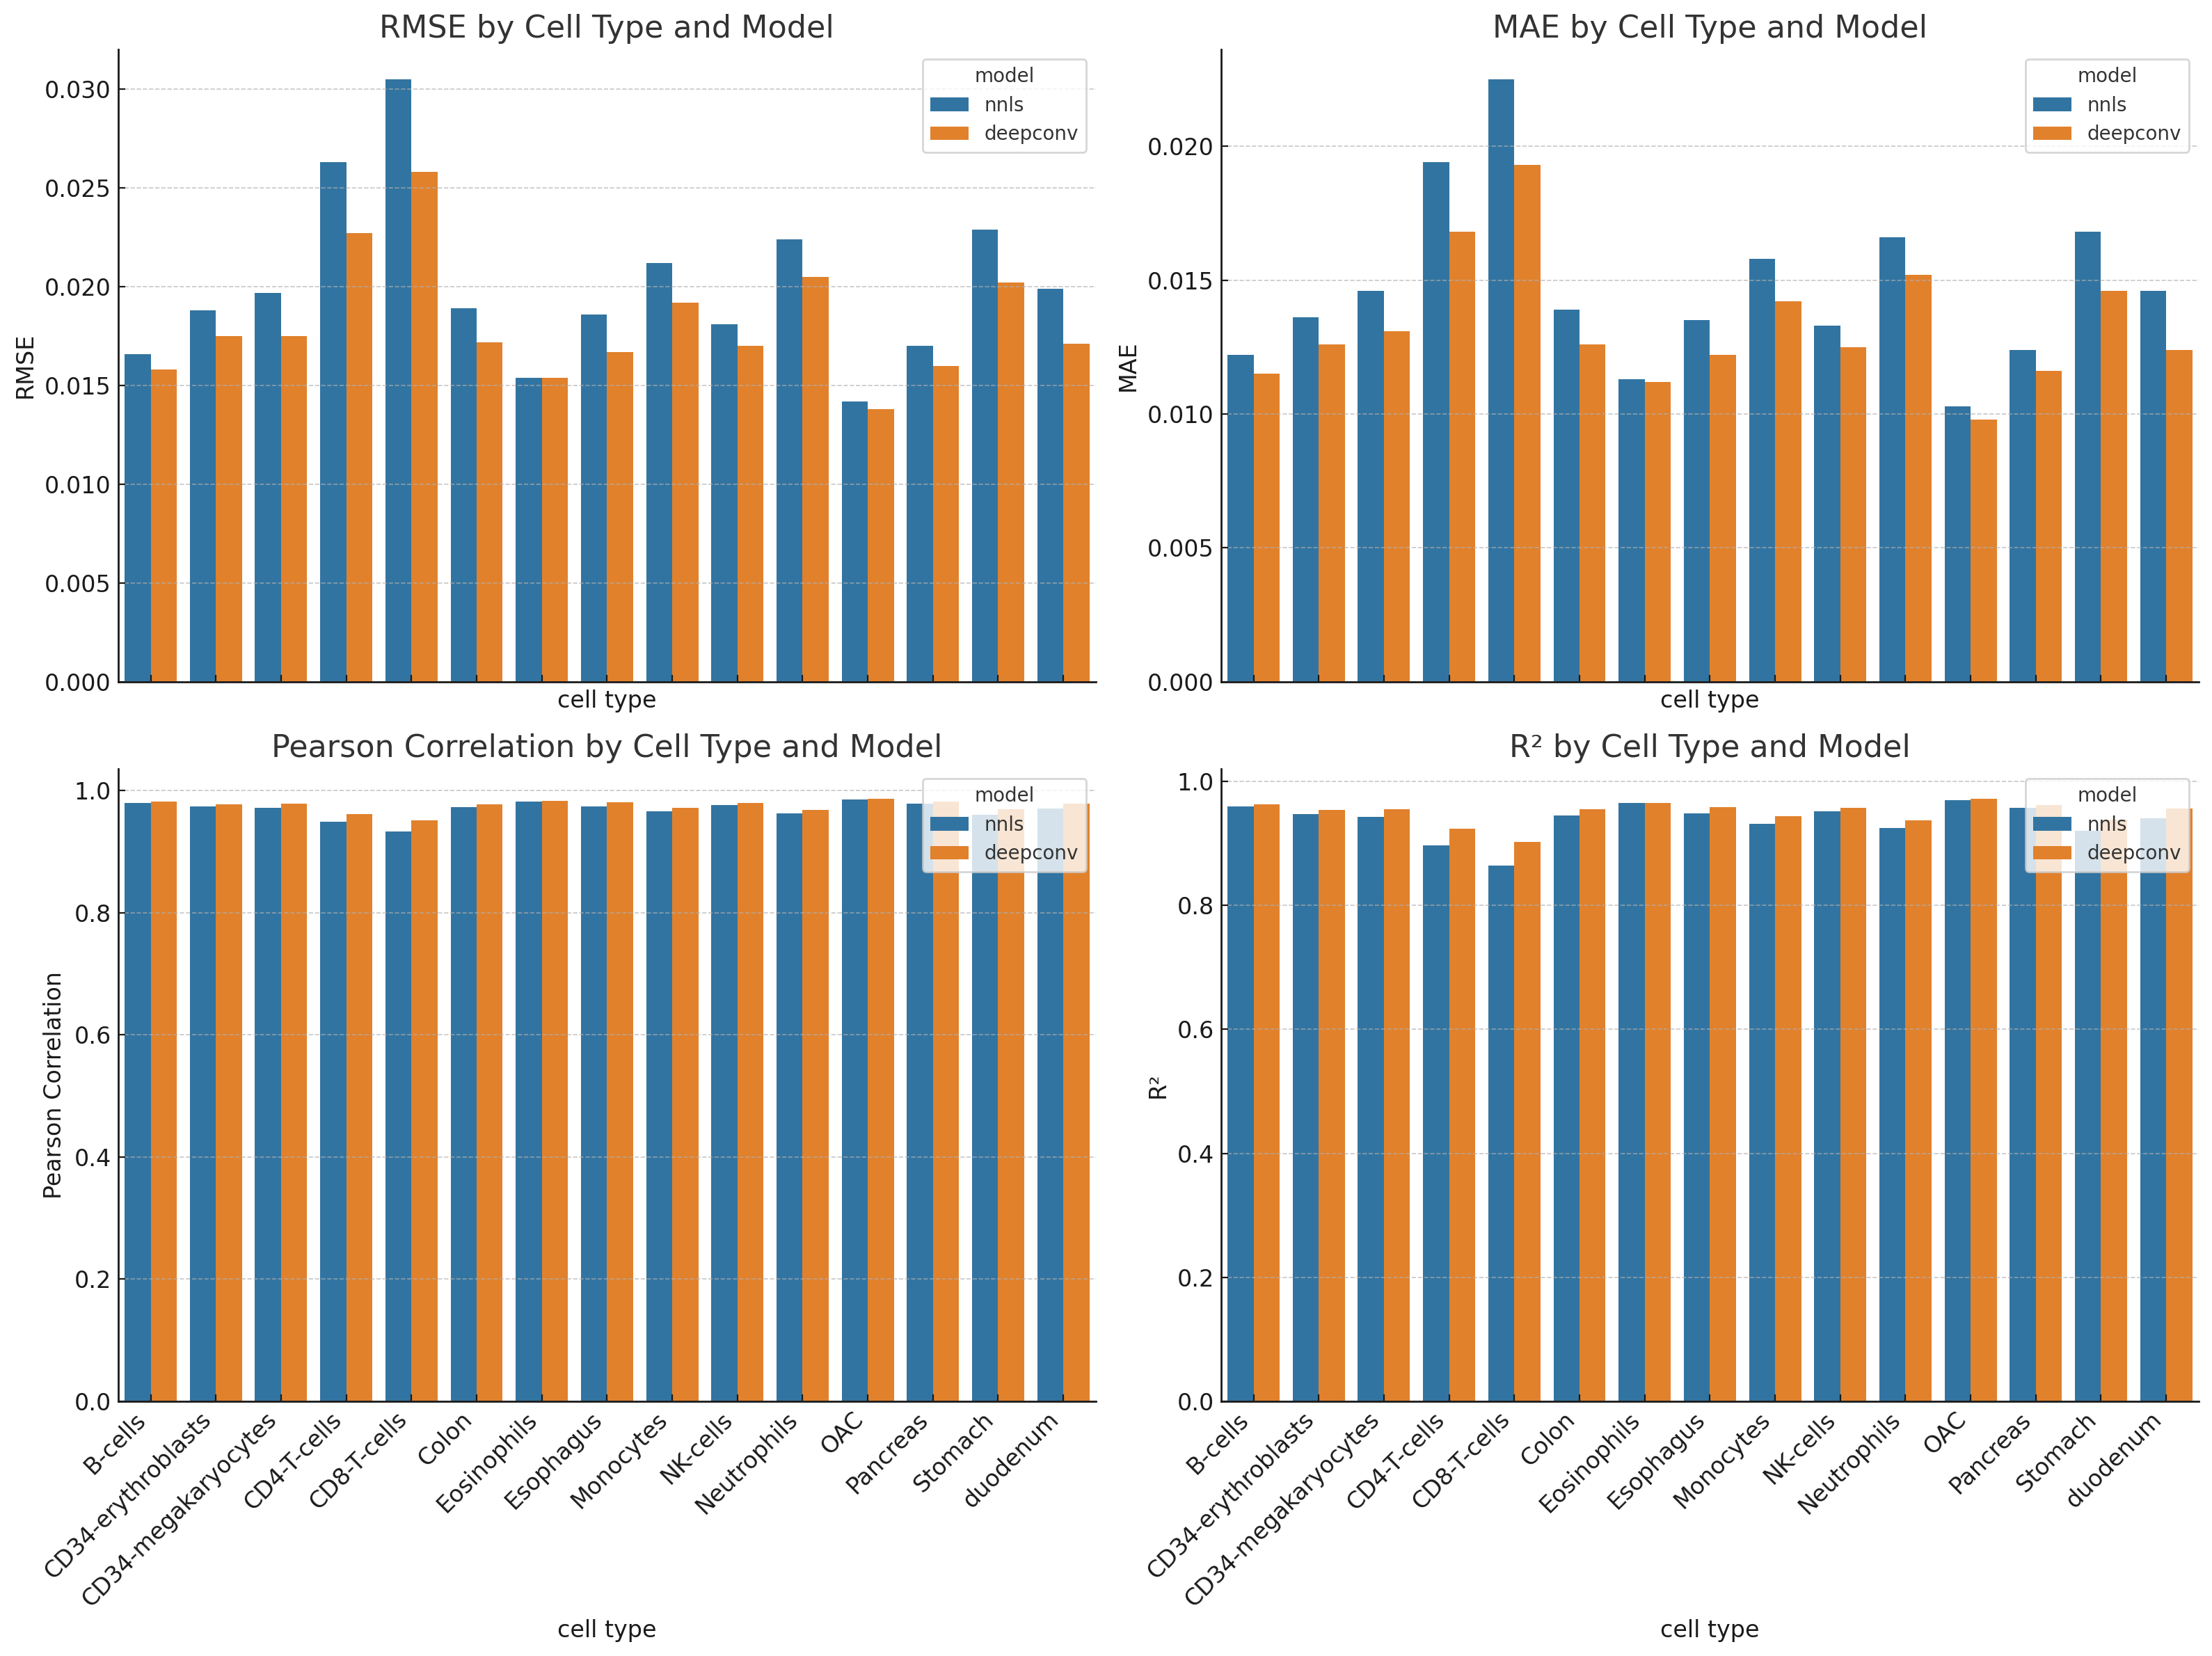 RMSE by Cell Type and Model
0.030
0.025
0.020
0.015
0.010
0.005
0.000
RMSE
cell type
model
nnls
deepconv
MAE by Cell Type and Model
0.020
0.015
0.010
0.005
0.000
MAE
cell type
model
nnls
deepconv
Pearson Correlation by Cell Type and Model
1.0
0.8
0.6
0.4
0.2
0.0
Pearson Correlation
model
nnls
deepconv
B-cells
CD34-erythroblasts
CD34-megakaryocytes
CD4-T-cells
CD8-T-cells
Colon
Eosinophils
Esophagus
Monocytes
NK-cells
Neutrophils
OAC
Pancreas
Stomach
duodenum
cell type
R² by Cell Type and Model
1.0
0.8
0.6
0.4
0.2
0.0
R²
model
nnls
deepconv
B-cells
CD34-erythroblasts
CD34-megakaryocytes
CD4-T-cells
CD8-T-cells
Colon
Eosinophils
Esophagus
Monocytes
NK-cells
Neutrophils
OAC
Pancreas
Stomach
duodenum
cell type